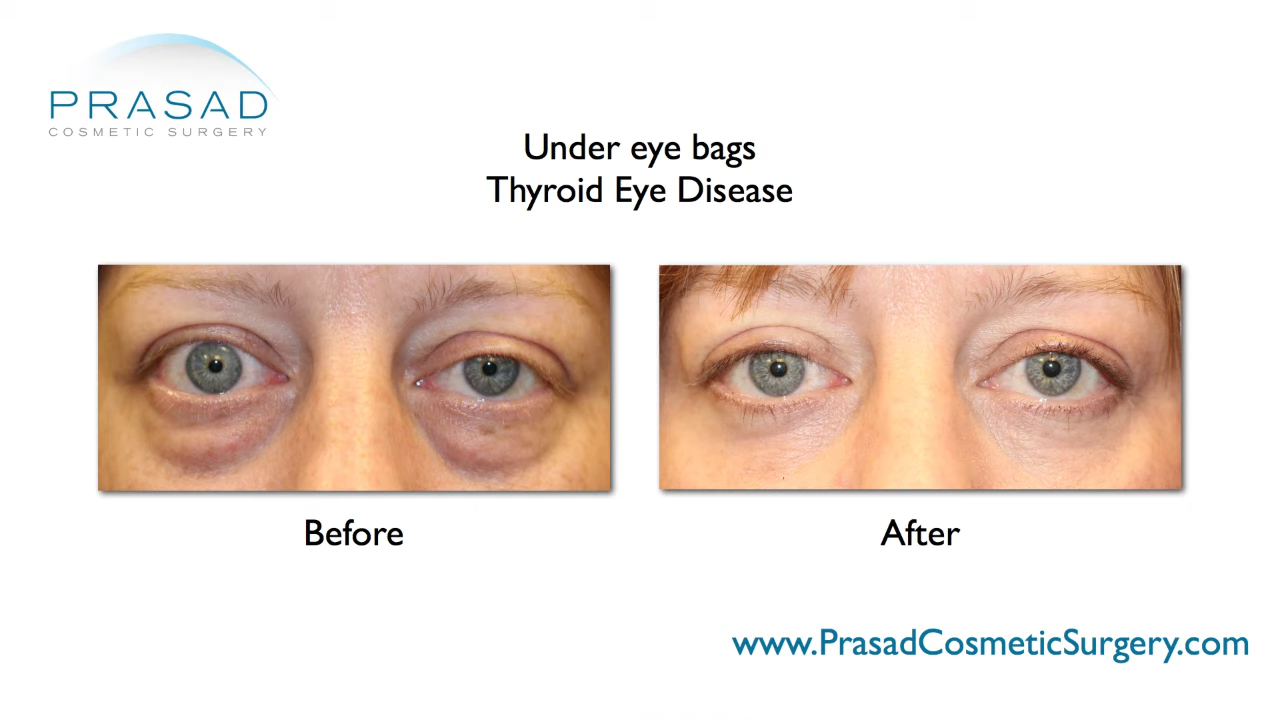 PRASAD
COSMETIC SURGERY
Under eye bags
Thyroid Eye Disease
Before
After
www.PrasadCosmeticSurgery.com